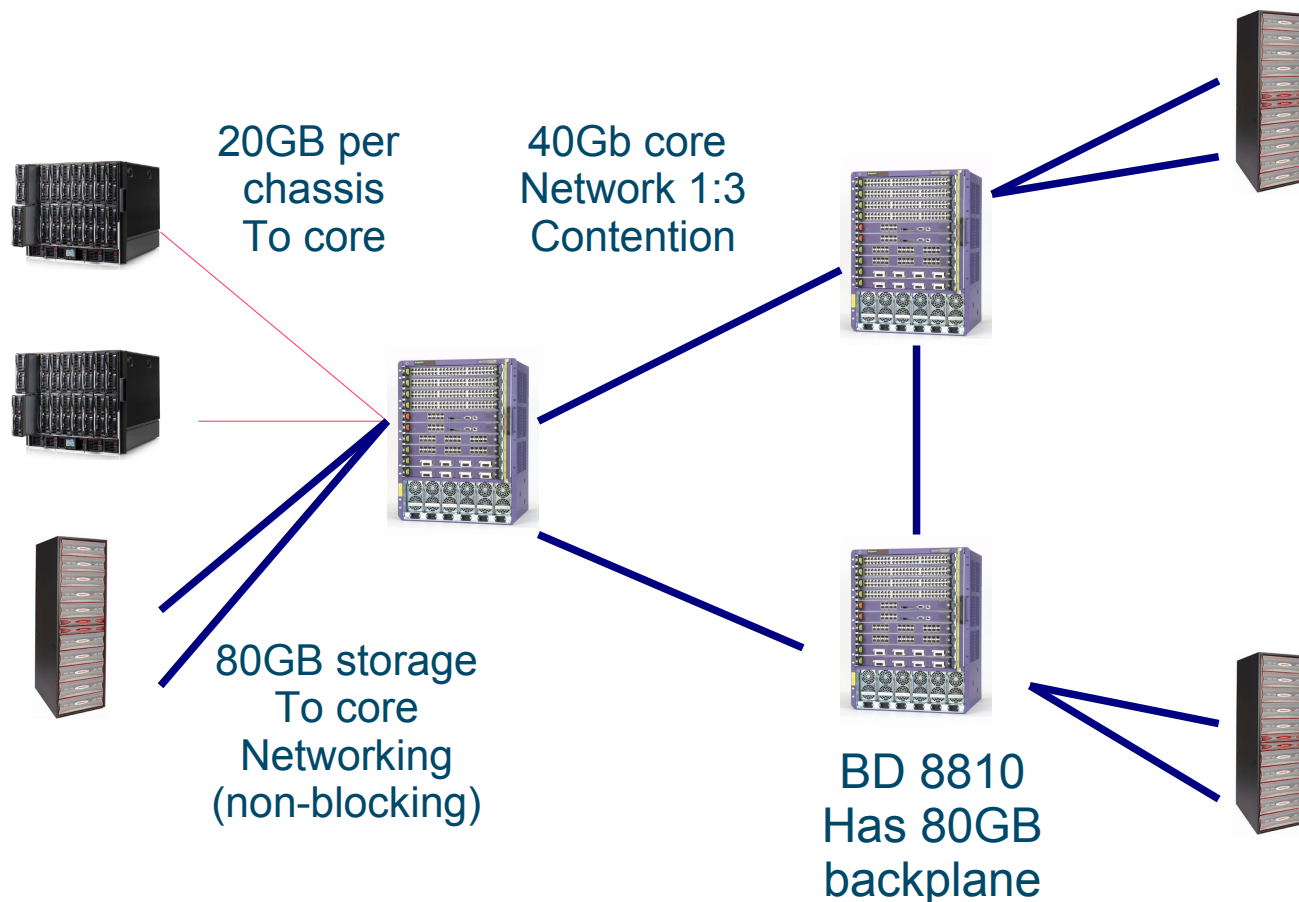 20GB per
chassis
To core
40Gb core
Network 1:3
Contention
80GB storage
To core
Networking
(non-blocking)
BD 8810
Has 80GB
backplane